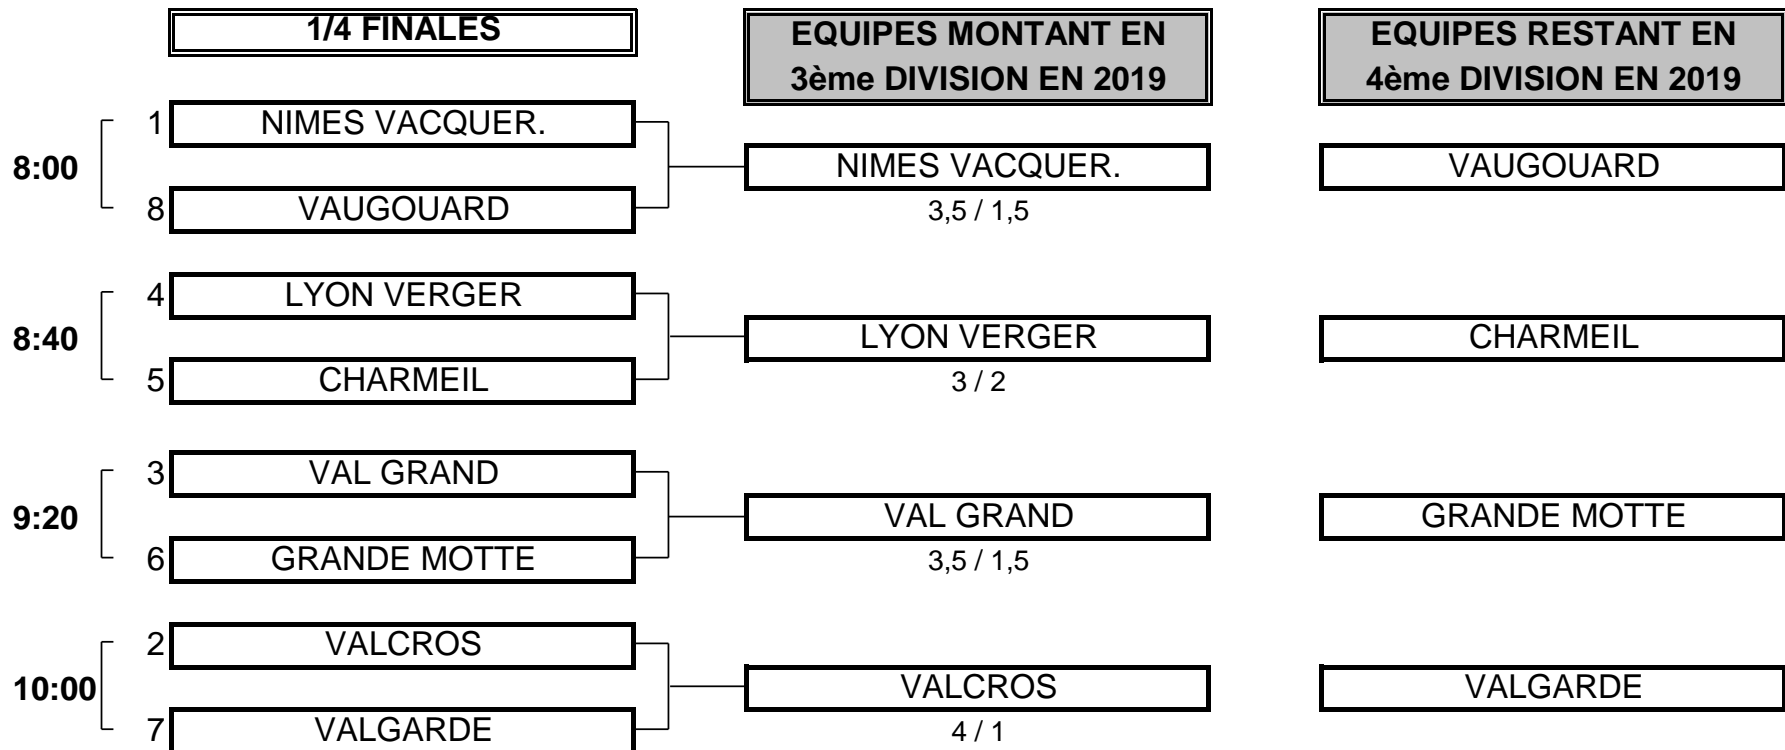 1/4 FINALES
EQUIPES MONTANT EN
3ème DIVISION EN 2019
EQUIPES RESTANT EN
4ème DIVISION EN 2019
1 NIMES VACQUER.
8:00
NIMES VACQUER.
VAUGOUARD
8 VAUGOUARD
3,5 / 1,5
4 LYON VERGER
8:40
LYON VERGER
CHARMEIL
5 CHARMEIL
3 / 2
3 VAL GRAND
9:20
VAL GRAND
GRANDE MOTTE
6 GRANDE MOTTE
3,5 / 1,5
2 VALCROS
10:00
VALCROS
VALGARDE
7 VALGARDE
4 / 1